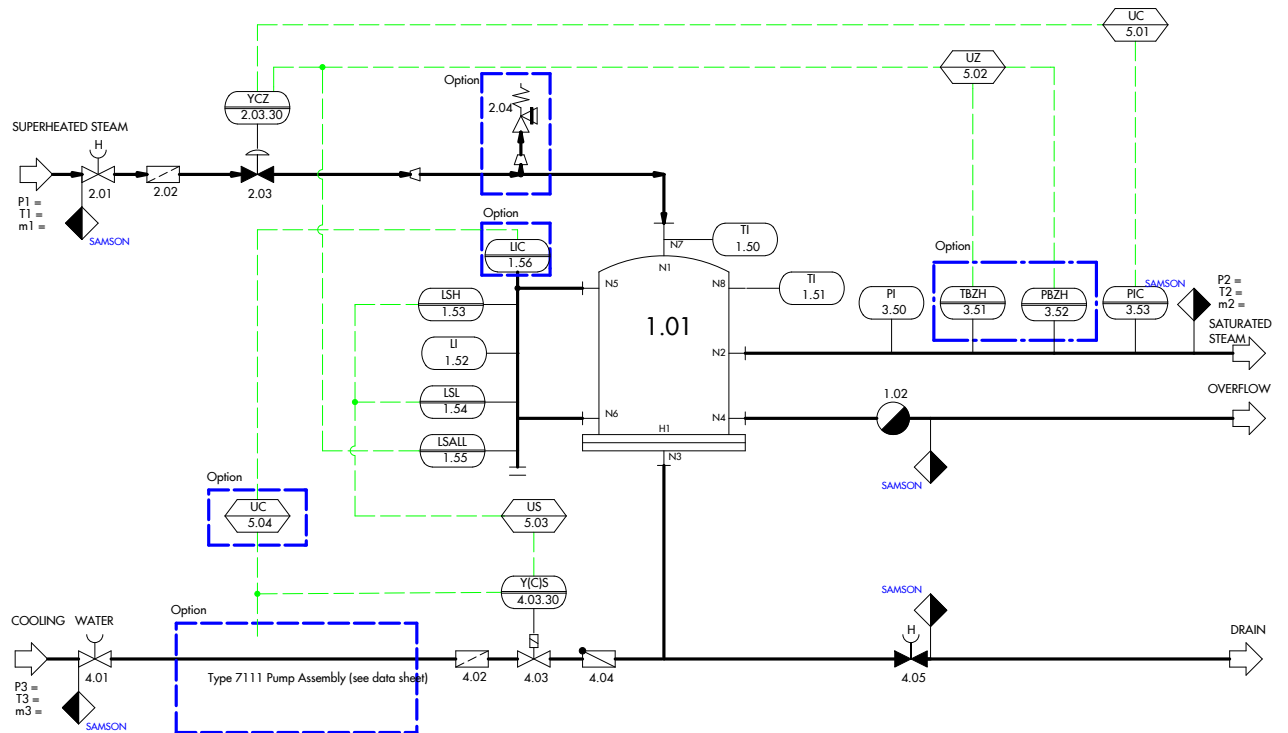 UC
5.01
UZ
5.02
Option
YCZ
2.03.30
2.04
SUPERHEATED STEAM
H
2.01
2.02
2.03
P1 =
T1 =
m1 =
SAMSON
Option
LIC
1.56
N7
TI
1.50
N1
N5
N8
TI
1.51
LSH
1.53
LI
1.52
LSL
1.54
LSALL
1.55
1.01
N6
N2
N4
H1
N3
Option
PI
3.50
TBZH
3.51
PBZH
3.52
PIC
3.53
SAMSON
P2 =
T2 =
m2 =
SATURATED
STEAM
1.02
OVERFLOW
SAMSON
Option
UC
5.04
US
5.03
Y(C)S
4.03.30
Option
COOLING WATER
4.01
P3 =
T3 =
m3 =
SAMSON
Type 7111 Pump Assembly (see data sheet)
4.02
4.03
4.04
SAMSON
H
4.05
DRAIN